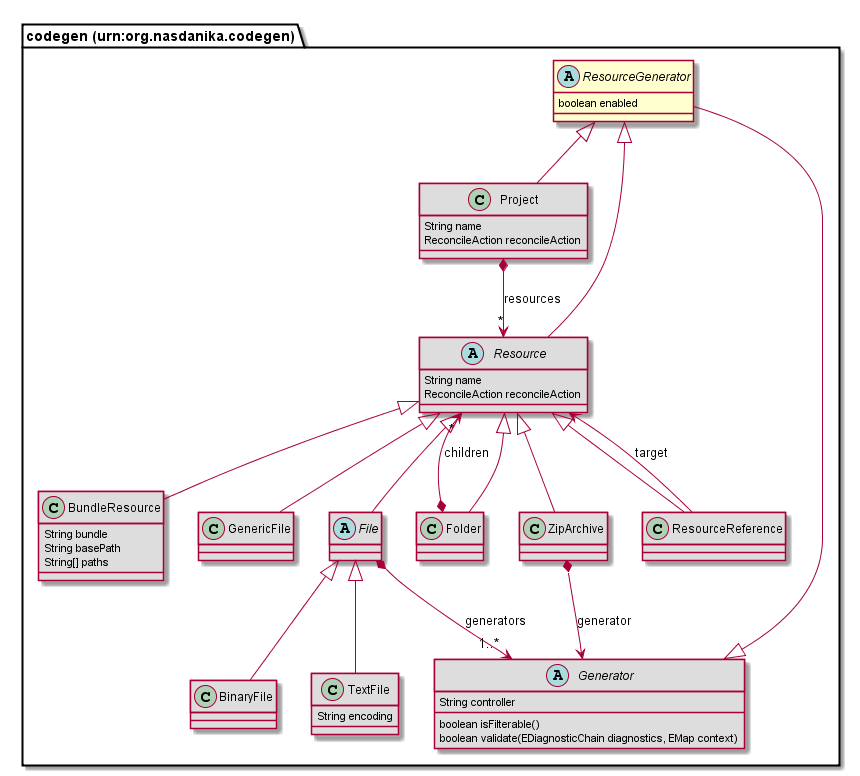 codegen (urn:org.nasdanika.codegen)
A ResourceGenerator
boolean enabled
C Project
String name
ReconcileAction reconcileAction
resources
*
A Resource
String name
ReconcileAction reconcileAction
*
children
target
C BundleResource
String bundle
String basePath
String[] paths
C GenericFile
A File
C Folder
C ZipArchive
C ResourceReference
generators
1..*
generator
C BinaryFile
C TextFile
String encoding
A Generator
String controller
boolean isFilterable()
boolean validate(EDiagnosticChain diagnostics, EMap context)